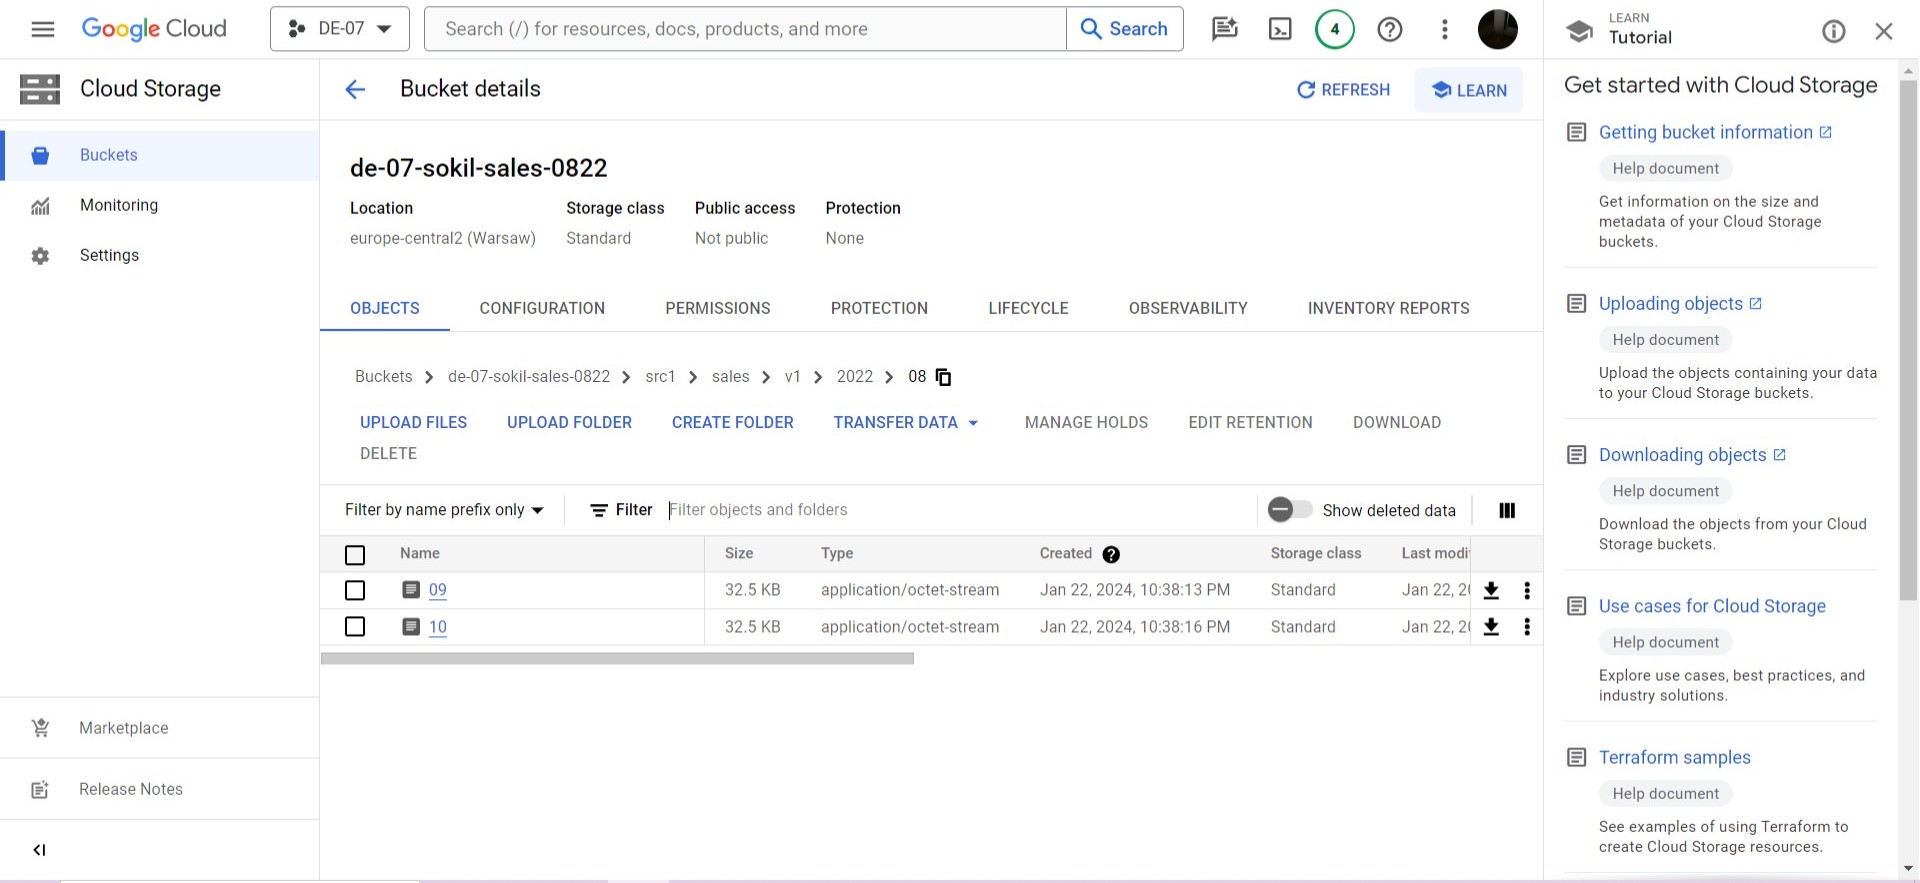 Google Cloud
DE-07
Search (/) for resources, docs, products, and more
Search
4
LEARN
Tutorial
Cloud Storage
Bucket details
REFRESH
LEARN
Get started with Cloud Storage
Buckets
Monitoring
Settings
de-07-sokil-sales-0822
Location
Storage class
Public access
Protection
europe-central2 (Warsaw)
Standard
Not public
None
OBJECTS
CONFIGURATION
PERMISSIONS
PROTECTION
LIFECYCLE
OBSERVABILITY
INVENTORY REPORTS
Buckets > de-07-sokil-sales-0822 > src1 > sales > v1 > 2022 > 08
UPLOAD FILES
UPLOAD FOLDER
CREATE FOLDER
TRANSFER DATA
MANAGE HOLDS
EDIT RETENTION
DOWNLOAD
DELETE
Filter by name prefix only
Filter
Filter objects and folders
Show deleted data
Name Size Type Created Storage class Last modi
09 32.5 KB application/octet-stream Jan 22, 2024, 10:38:13 PM Standard Jan 22, 20
10 32.5 KB application/octet-stream Jan 22, 2024, 10:38:16 PM Standard Jan 22, 20
Marketplace
Release Notes
Getting bucket information
Help document
Get information on the size and
metadata of your Cloud Storage
buckets.
Uploading objects
Help document
Upload the objects containing your data
to your Cloud Storage buckets.
Downloading objects
Help document
Download the objects from your Cloud
Storage buckets.
Use cases for Cloud Storage
Help document
Explore use cases, best practices, and
industry solutions.
Terraform samples
Help document
See examples of using Terraform to
create Cloud Storage resources.